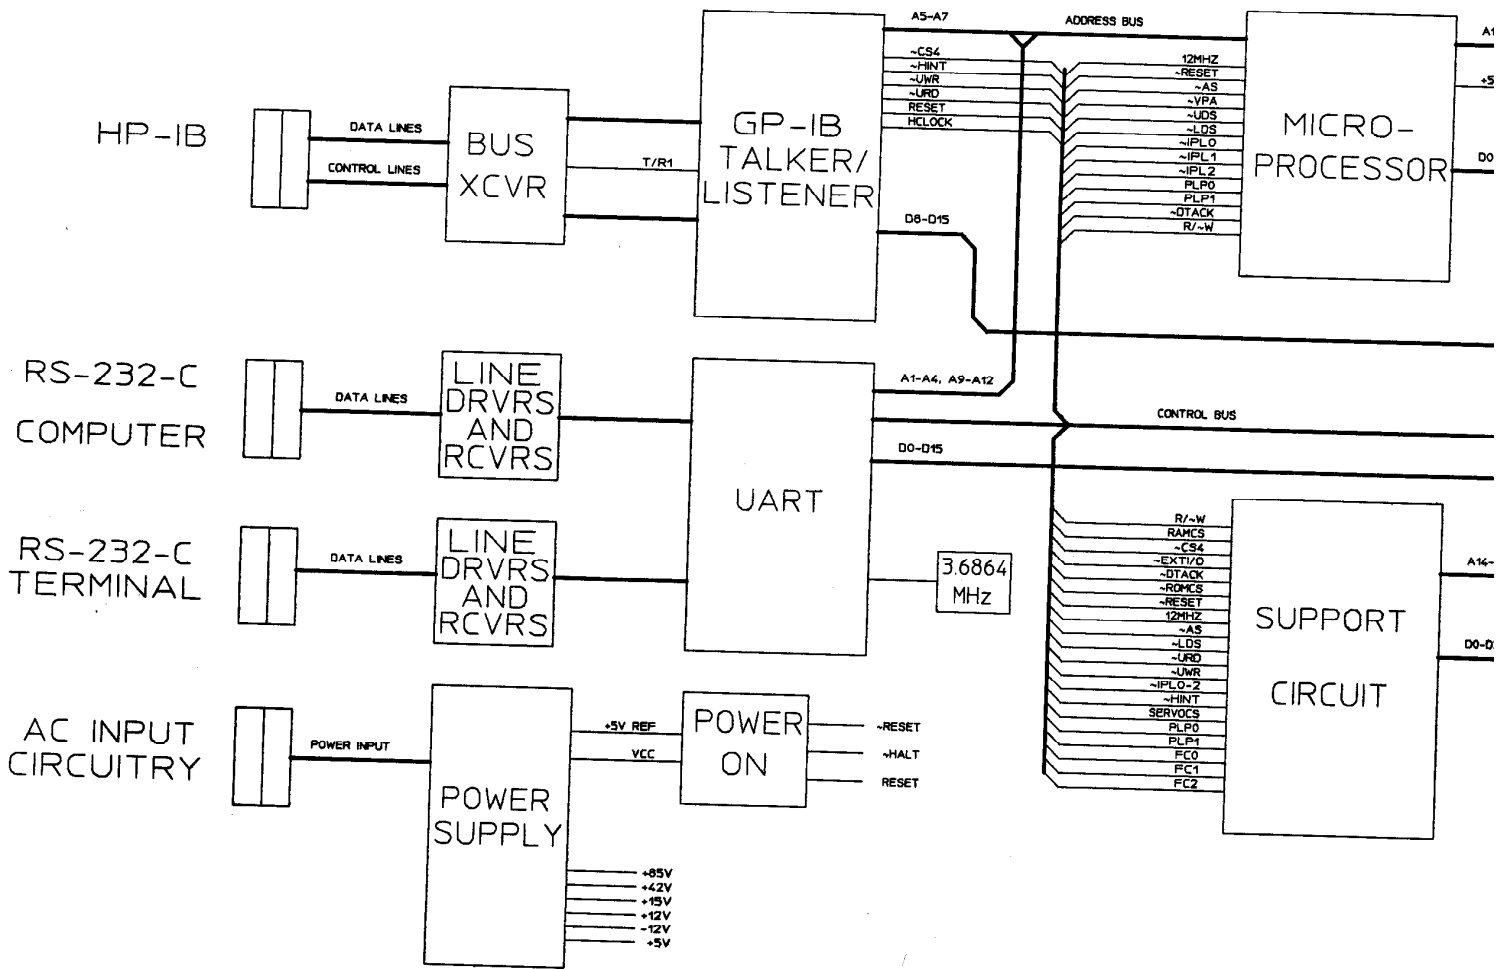 HP-IB
DATA LINES
CONTROL LINES
BUS
XCVR
T/R1
GP-IB
TALKER/
LISTENER
A5-A7
~CS4
~HINT
~UWR
~URD
RESET
HCLOCK
D8-D15
ADDRESS BUS
12MHZ
~RESET
~AS
~VPA
~UDS
~LDS
~IPL0
~IPL1
~IPL2
PLP0
PLP1
~DTACK
R/~W
MICRO-
PROCESSOR
A1
+5
D0
RS-232-C
COMPUTER
DATA LINES
LINE
DRVRS
AND
RCVRS
UART
A1-A4, A9-A12
CONTROL BUS
D0-D15
RS-232-C
TERMINAL
DATA LINES
LINE
DRVRS
AND
RCVRS
3.6864
MHz
R/~W
RAMCS
~CS4
~EXTI/O
~DTACK
~ROMCS
~RESET
12MHZ
~AS
~LDS
~URD
~UWR
~IPL0-2
~HINT
SERVOCS
PLP0
PLP1
FC0
FC1
FC2
SUPPORT
CIRCUIT
A14-
D0-D
AC INPUT
CIRCUITRY
POWER INPUT
POWER
SUPPLY
+5V REF
VCC
POWER
ON
~RESET
~HALT
RESET
+85V
+42V
+15V
+12V
-12V
+5V